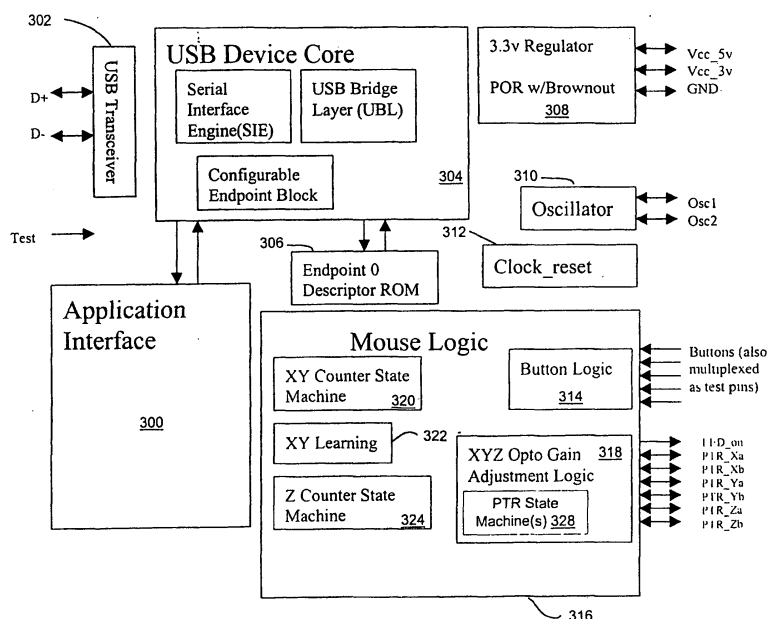 302
USB Transceiver
D+
D-
Test
USB Device Core
Serial
Interface
Engine(SIE)
USB Bridge
Layer (UBL)
Configurable
Endpoint Block
304
3.3v Regulator
POR w/Brownout
308
Vcc_5v
Vcc_3v
GND
310
Oscillator
Osc1
Osc2
312
Clock_reset
306
Endpoint 0
Descriptor ROM
Application
Interface
300
Mouse Logic
XY Counter State
Machine
320
XY Learning
322
Z Counter State
Machine
324
Button Logic
314
Buttons (also
multiplexed
as test pins)
XYZ Opto Gain
318
Adjustment Logic
PTR State
Machine(s) 328
PTR_Xa
PTR_Xb
PTR_Ya
PTR_Yb
PTR_Za
PTR_Zb
316